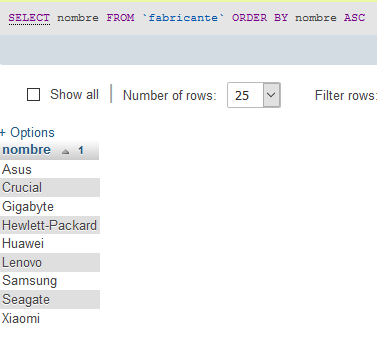 SELECT nombre FROM `fabricante` ORDER BY nombre ASC
Show all | Number of rows: 25 Filter rows:
+ Options
nombre 1
Asus
Crucial
Gigabyte
Hewlett-Packard
Huawei
Lenovo
Samsung
Seagate
Xiaomi